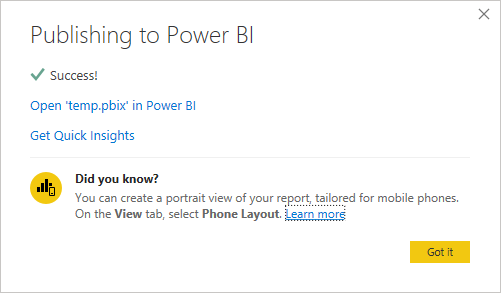 Publishing to Power BI
Success!
Open 'temp.pbix' in Power BI
Get Quick Insights
Did you know?
You can create a portrait view of your report, tailored for mobile phones.
On the View tab, select Phone Layout. Learn more
Got it